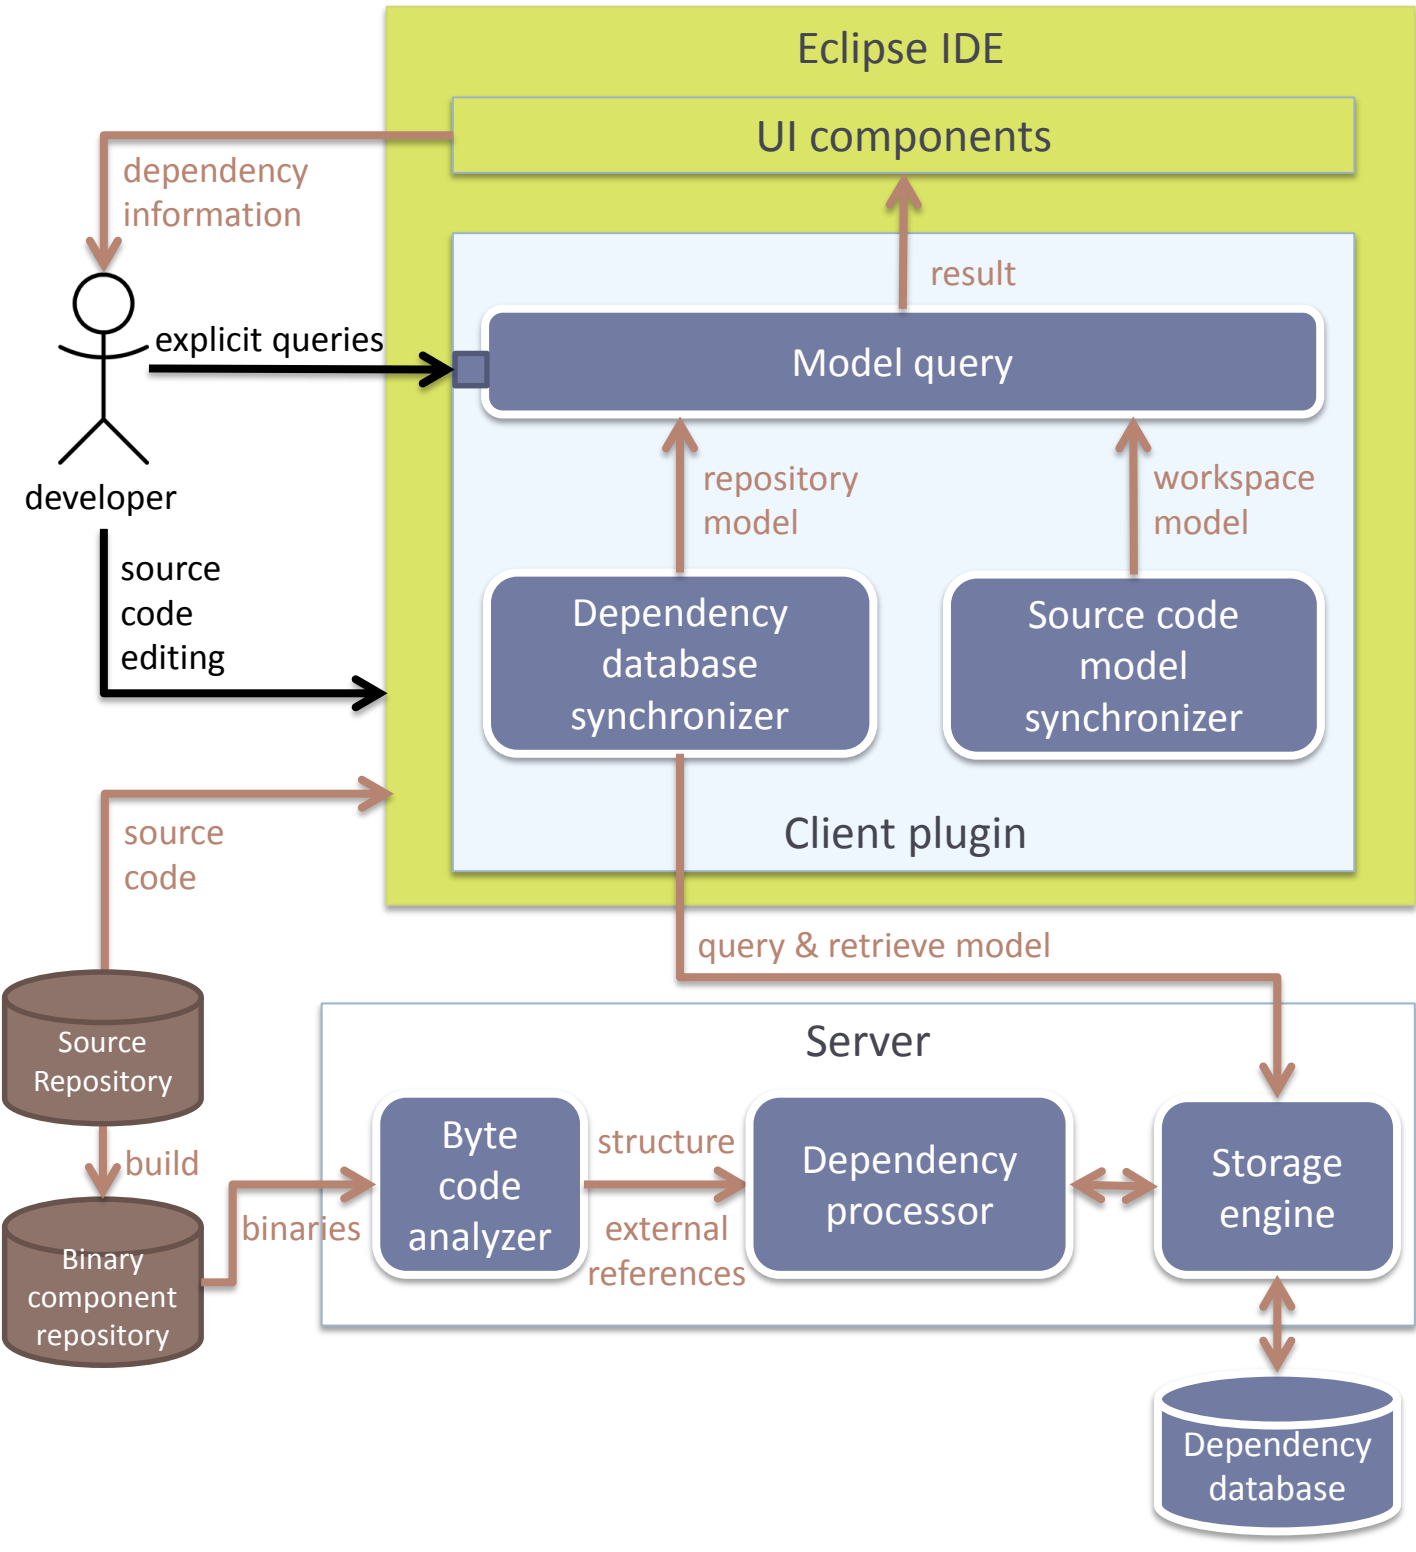 Eclipse IDE
UI components
dependency
information
result
explicit queries
Model query
developer
repository
model
workspace
model
source
code
editing
Dependency
database
synchronizer
Source code
model
synchronizer
source
code
Client plugin
query & retrieve model
Source
Repository
Server
build
binaries
Byte
code
analyzer
structure
external
references
Dependency
processor
Storage
engine
Binary
component
repository
Dependency
database